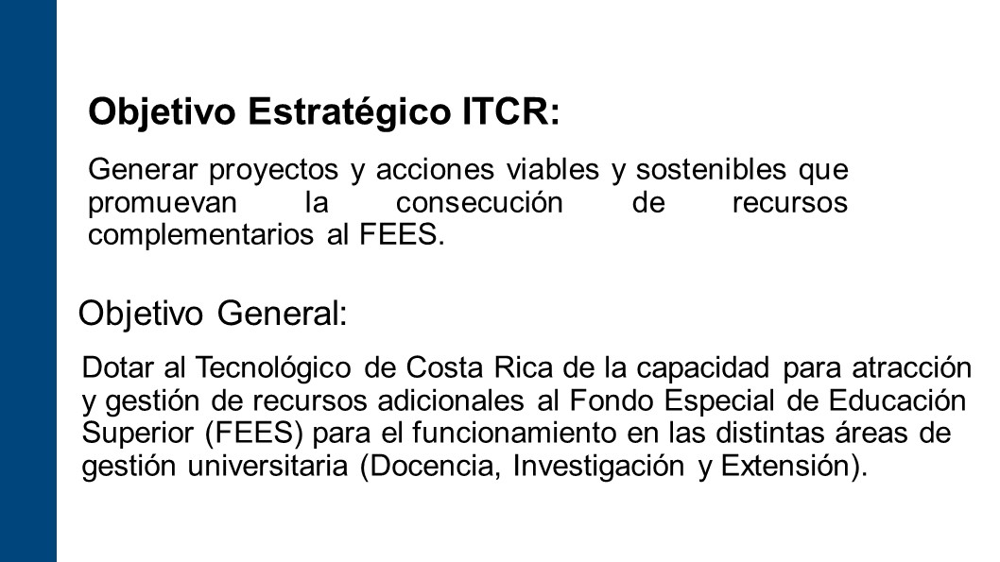 Objetivo Estratégico ITCR:
Generar proyectos y acciones viables y sostenibles que
promuevan la consecución de recursos
complementarios al FEES.
Objetivo General:
Dotar al Tecnológico de Costa Rica de la capacidad para atracción
y gestión de recursos adicionales al Fondo Especial de Educación
Superior (FEES) para el funcionamiento en las distintas áreas de
gestión universitaria (Docencia, Investigación y Extensión).